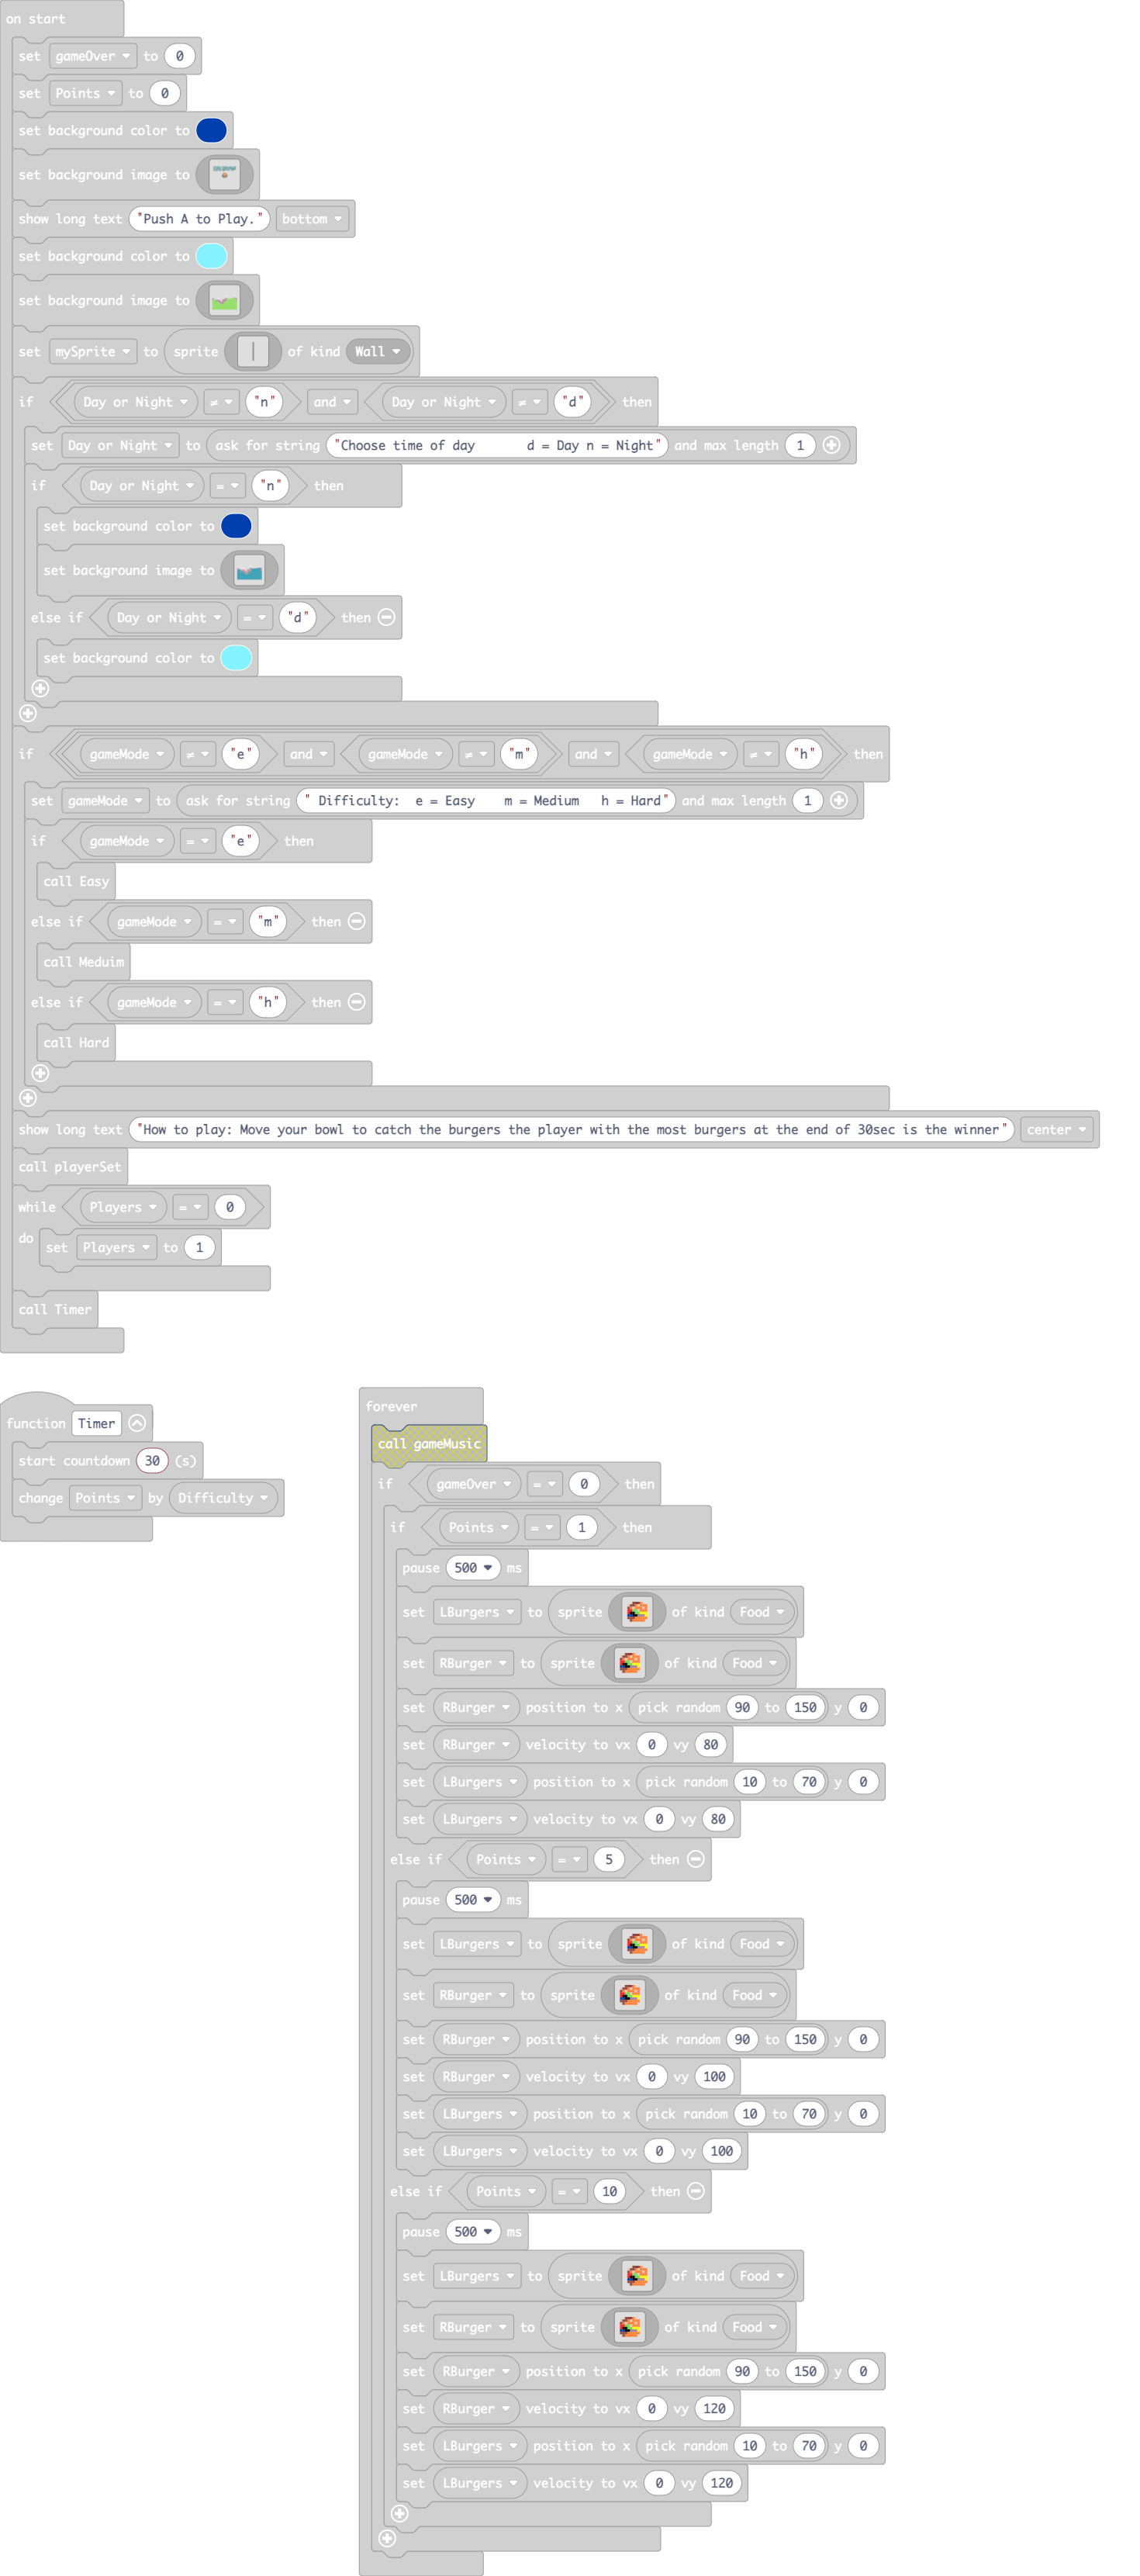 on start
set gameOver to 0
set Points to 0
set background color to
set background image to
show long text "Push A to Play." bottom
set background color to
set background image to
set mySprite to sprite of kind Wall
if Day or Night ≠ "n" and Day or Night ≠ "d" then
set Day or Night to ask for string "Choose time of day d = Day n = Night" and max length 1
if Day or Night = "n" then
set background color to
set background image to
else if Day or Night = "d" then
set background color to
if gameMode ≠ "e" and gameMode ≠ "m" and gameMode ≠ "h" then
set gameMode to ask for string " Difficulty: e = Easy m = Medium h = Hard" and max length 1
if gameMode = "e" then
call Easy
else if gameMode = "m" then
call Meduim
else if gameMode = "h" then
call Hard
show long text "How to play: Move your bowl to catch the burgers the player with the most burgers at the end of 30sec is the winner" center
call playerSet
while Players = 0
do set Players to 1
call Timer
function Timer
start countdown 30 (s)
change Points by Difficulty
forever
call gameMusic
if gameOver = 0 then
if Points = 1 then
pause 500 ms
set LBurgers to sprite of kind Food
set RBurger to sprite of kind Food
set RBurger position to x pick random 90 to 150 y 0
set RBurger velocity to vx 0 vy 80
set LBurgers position to x pick random 10 to 70 y 0
set LBurgers velocity to vx 0 vy 80
else if Points = 5 then
pause 500 ms
set LBurgers to sprite of kind Food
set RBurger to sprite of kind Food
set RBurger position to x pick random 90 to 150 y 0
set RBurger velocity to vx 0 vy 100
set LBurgers position to x pick random 10 to 70 y 0
set LBurgers velocity to vx 0 vy 100
else if Points = 10 then
pause 500 ms
set LBurgers to sprite of kind Food
set RBurger to sprite of kind Food
set RBurger position to x pick random 90 to 150 y 0
set RBurger velocity to vx 0 vy 120
set LBurgers position to x pick random 10 to 70 y 0
set LBurgers velocity to vx 0 vy 120